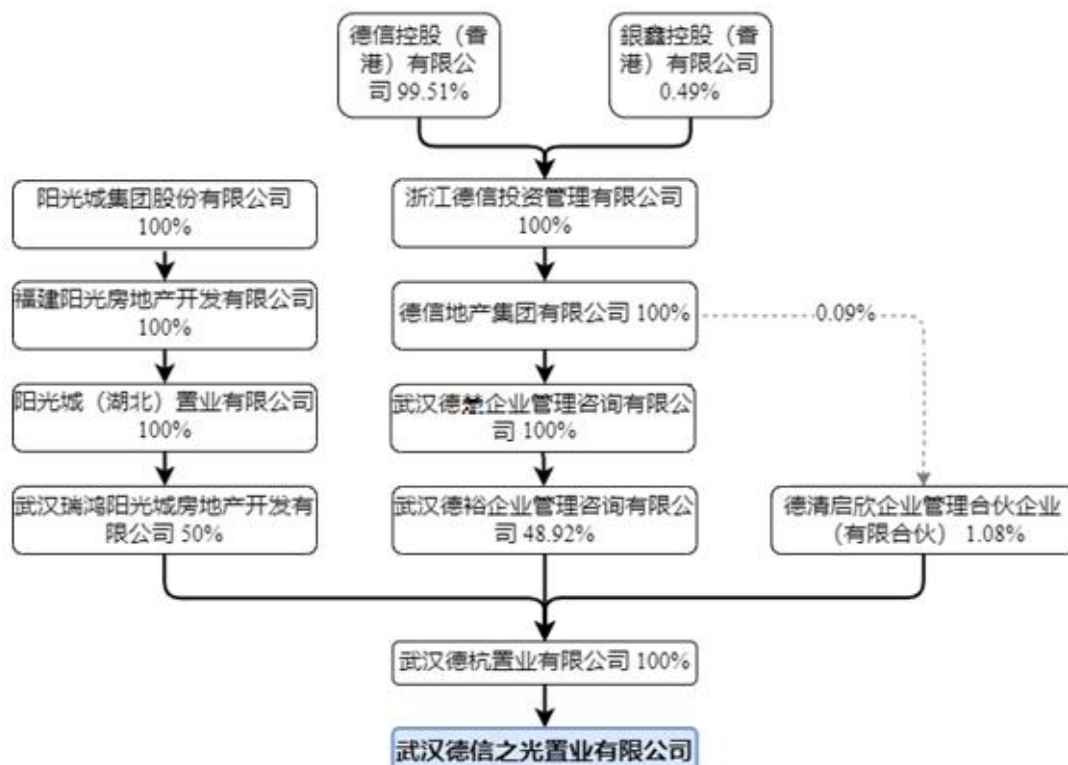 德信控股（香
港）有限公
司 99.51%
銀鑫控股（香
港）有限公司
0.49%
阳光城集团股份有限公司
100%
浙江德信投资管理有限公司
100%
福建阳光房地产开发有限公司
100%
德信地产集团有限公司 100%
0.09%
阳光城（湖北）置业有限公司
100%
武汉德慧企业管理咨询有限公
司 100%
武汉瑞鸿阳光城房地产开发有
限公司 50%
武汉德裕企业管理咨询有限公
司 48.92%
德清启欣企业管理合伙企业
（有限合伙） 1.08%
武汉德杭置业有限公司 100%
武汉德信之光置业有限公司